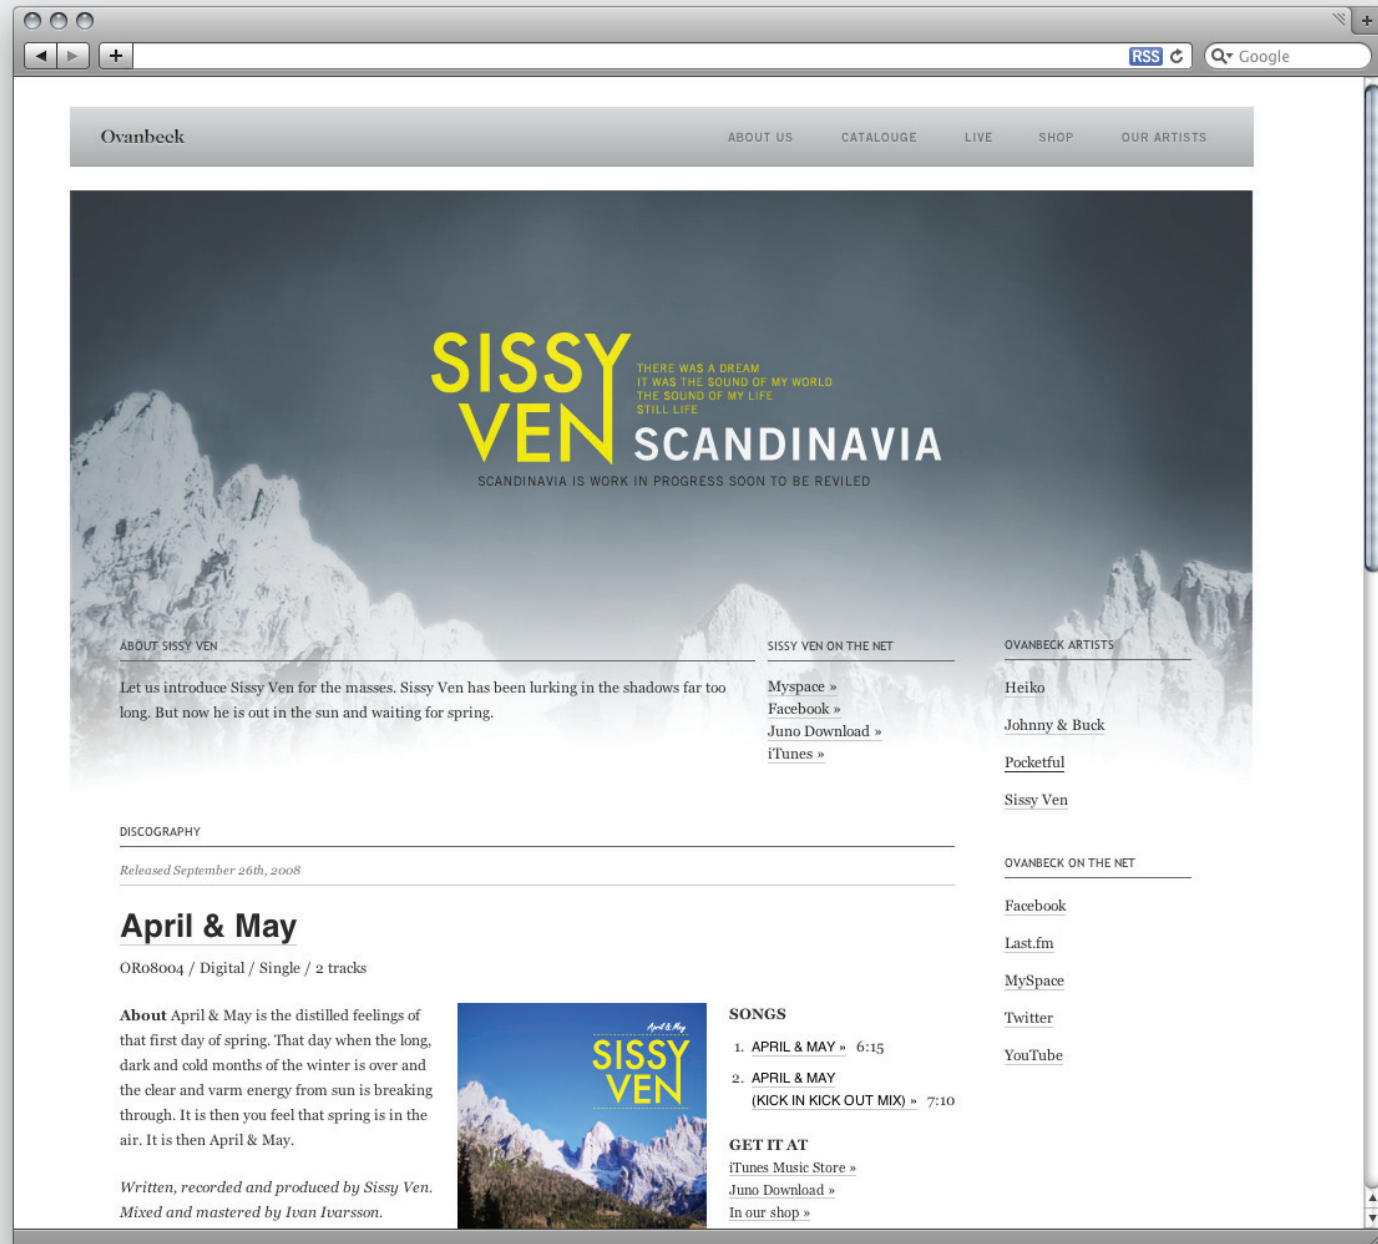 RSS
Google
Ovanbeck
ABOUT US
CATALOUGE
LIVE
SHOP
OUR ARTISTS
SISSY
VEN
THERE WAS A DREAM
IT WAS THE SOUND OF MY WORLD
THE SOUND OF MY LIFE
STILL LIFE
SCANDINAVIA
SCANDINAVIA IS WORK IN PROGRESS SOON TO BE REVILED
ABOUT SISSY VEN
Let us introduce Sissy Ven for the masses. Sissy Ven has been lurking in the shadows far too
long. But now he is out in the sun and waiting for spring.
SISSY VEN ON THE NET
Myspace »
Facebook »
Juno Download »
iTunes »
OVANBECK ARTISTS
Heiko
Johnny & Buck
Pocketful
Sissy Ven
OVANBECK ON THE NET
Facebook
Last.fm
MySpace
Twitter
YouTube
DISCOGRAPHY
Released September 26th, 2008
April & May
OR08004 / Digital / Single / 2 tracks
About April & May is the distilled feelings of
that first day of spring. That day when the long,
dark and cold months of the winter is over and
the clear and varm energy from sun is breaking
through. It is then you feel that spring is in the
air. It is then April & May.
Written, recorded and produced by Sissy Ven.
Mixed and mastered by Ivan Ivarsson.
April & May
SISSY
VEN
SONGS
1. APRIL & MAY » 6:15
2. APRIL & MAY
(KICK IN KICK OUT MIX) » 7:10
GET IT AT
iTunes Music Store »
Juno Download »
In our shop »